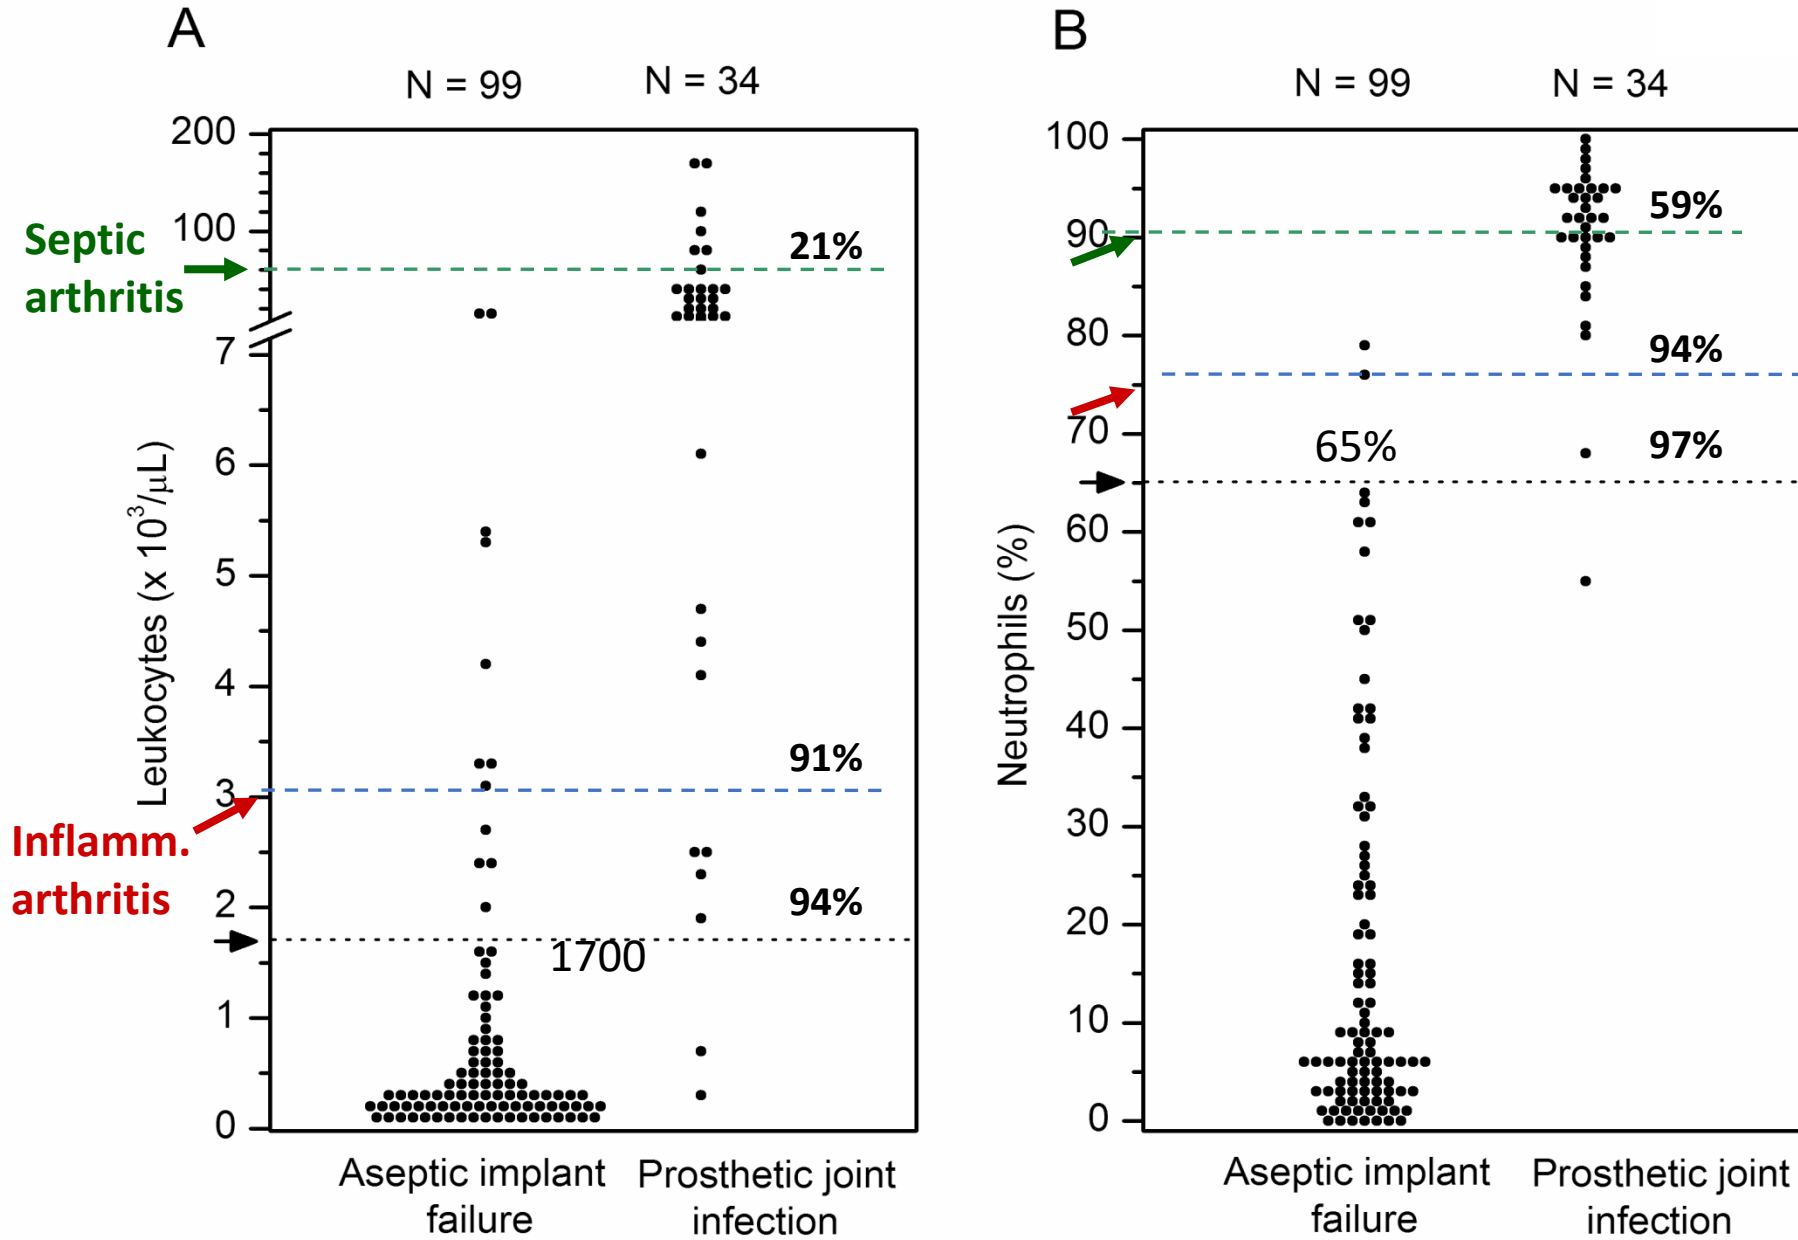 A
N = 99
N = 34
200
100
7
6
5
4
3
2
1
0
Leukocytes (x 10³/µL)
Septic
arthritis
Inflamm.
arthritis
21%
91%
94%
1700
Aseptic implant
failure
Prosthetic joint
infection
B
N = 99
N = 34
100
90
80
70
60
50
40
30
20
10
0
Neutrophils (%)
59%
94%
97%
65%
Aseptic implant
failure
Prosthetic joint
infection